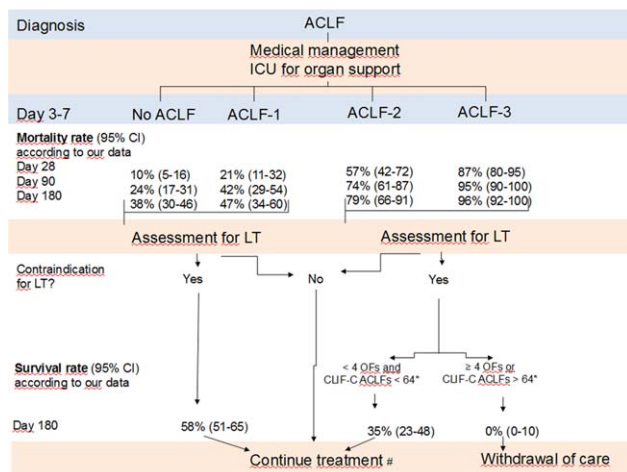 Diagnosis ACLF
Medical management
ICU for organ support
Day 3-7 No ACLF ACLF-1 ACLF-2 ACLF-3
Mortality rate (95% CI)
according to our data
Day 28 10% (5-16) 21% (11-32) 57% (42-72) 87% (80-95)
Day 90 24% (17-31) 42% (29-54) 74% (61-87) 95% (90-100)
Day 180 38% (30-46) 47% (34-60) 79% (66-91) 96% (92-100)
Assessment for LT Assessment for LT
Contraindication
for LT? Yes No Yes
Survival rate (95% CI)
according to our data
< 4 OFs and
CLIF-C ACLFs < 64*
≥ 4 OFs or
CLIF-C ACLFs > 64*
Day 180 58% (51-65) 35% (23-48) 0% (0-10)
Continue treatment # Withdrawal of care